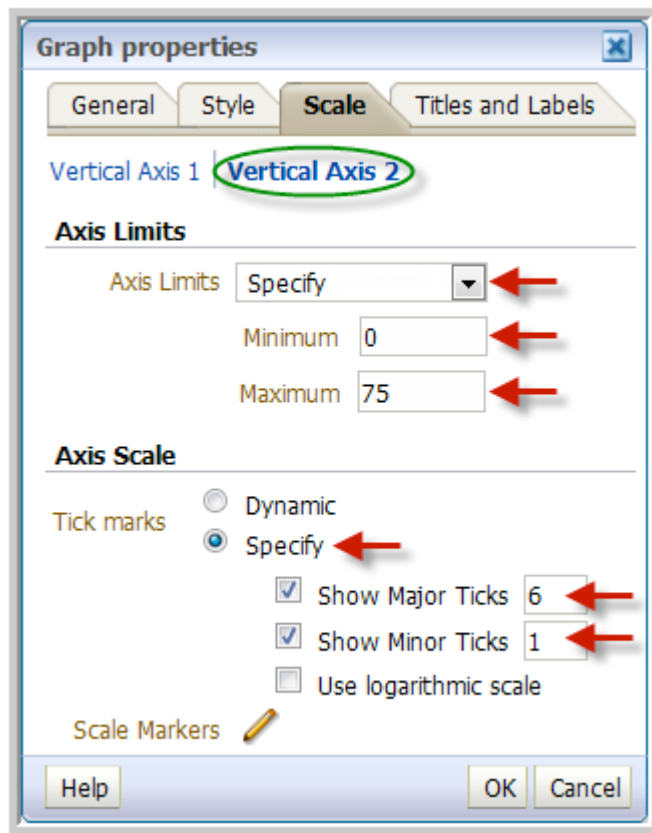 Graph properties
General Style Scale Titles and Labels
Vertical Axis 1 Vertical Axis 2
Axis Limits
Axis Limits Specify
Minimum 0
Maximum 75
Axis Scale
Tick marks Dynamic
Specify
Show Major Ticks 6
Show Minor Ticks 1
Use logarithmic scale
Scale Markers
Help OK Cancel